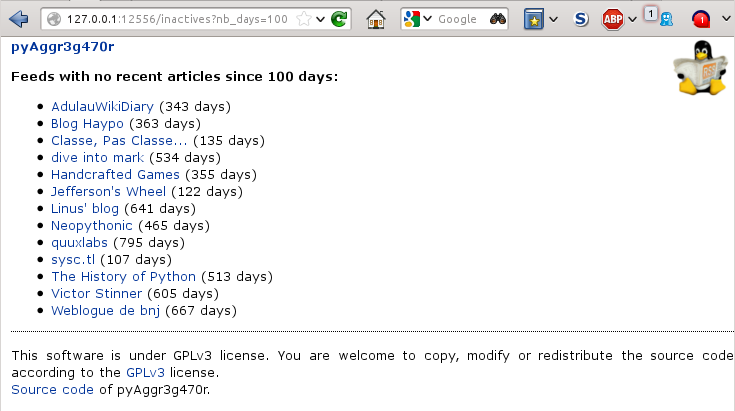 127.0.0.1:12556/inactives?nb_days=100
Google
ABP
1
pyAggr3g470r
Feeds with no recent articles since 100 days:
AdulauWikiDiary (343 days)
Blog Haypo (363 days)
Classe, Pas Classe... (135 days)
dive into mark (534 days)
Handcrafted Games (355 days)
Jefferson's Wheel (122 days)
Linus' blog (641 days)
Neopythonic (465 days)
quuxlabs (795 days)
sysc.tl (107 days)
The History of Python (513 days)
Victor Stinner (605 days)
Weblogue de bnj (667 days)
This software is under GPLv3 license. You are welcome to copy, modify or redistribute the source code
according to the GPLv3 license.
Source code of pyAggr3g470r.